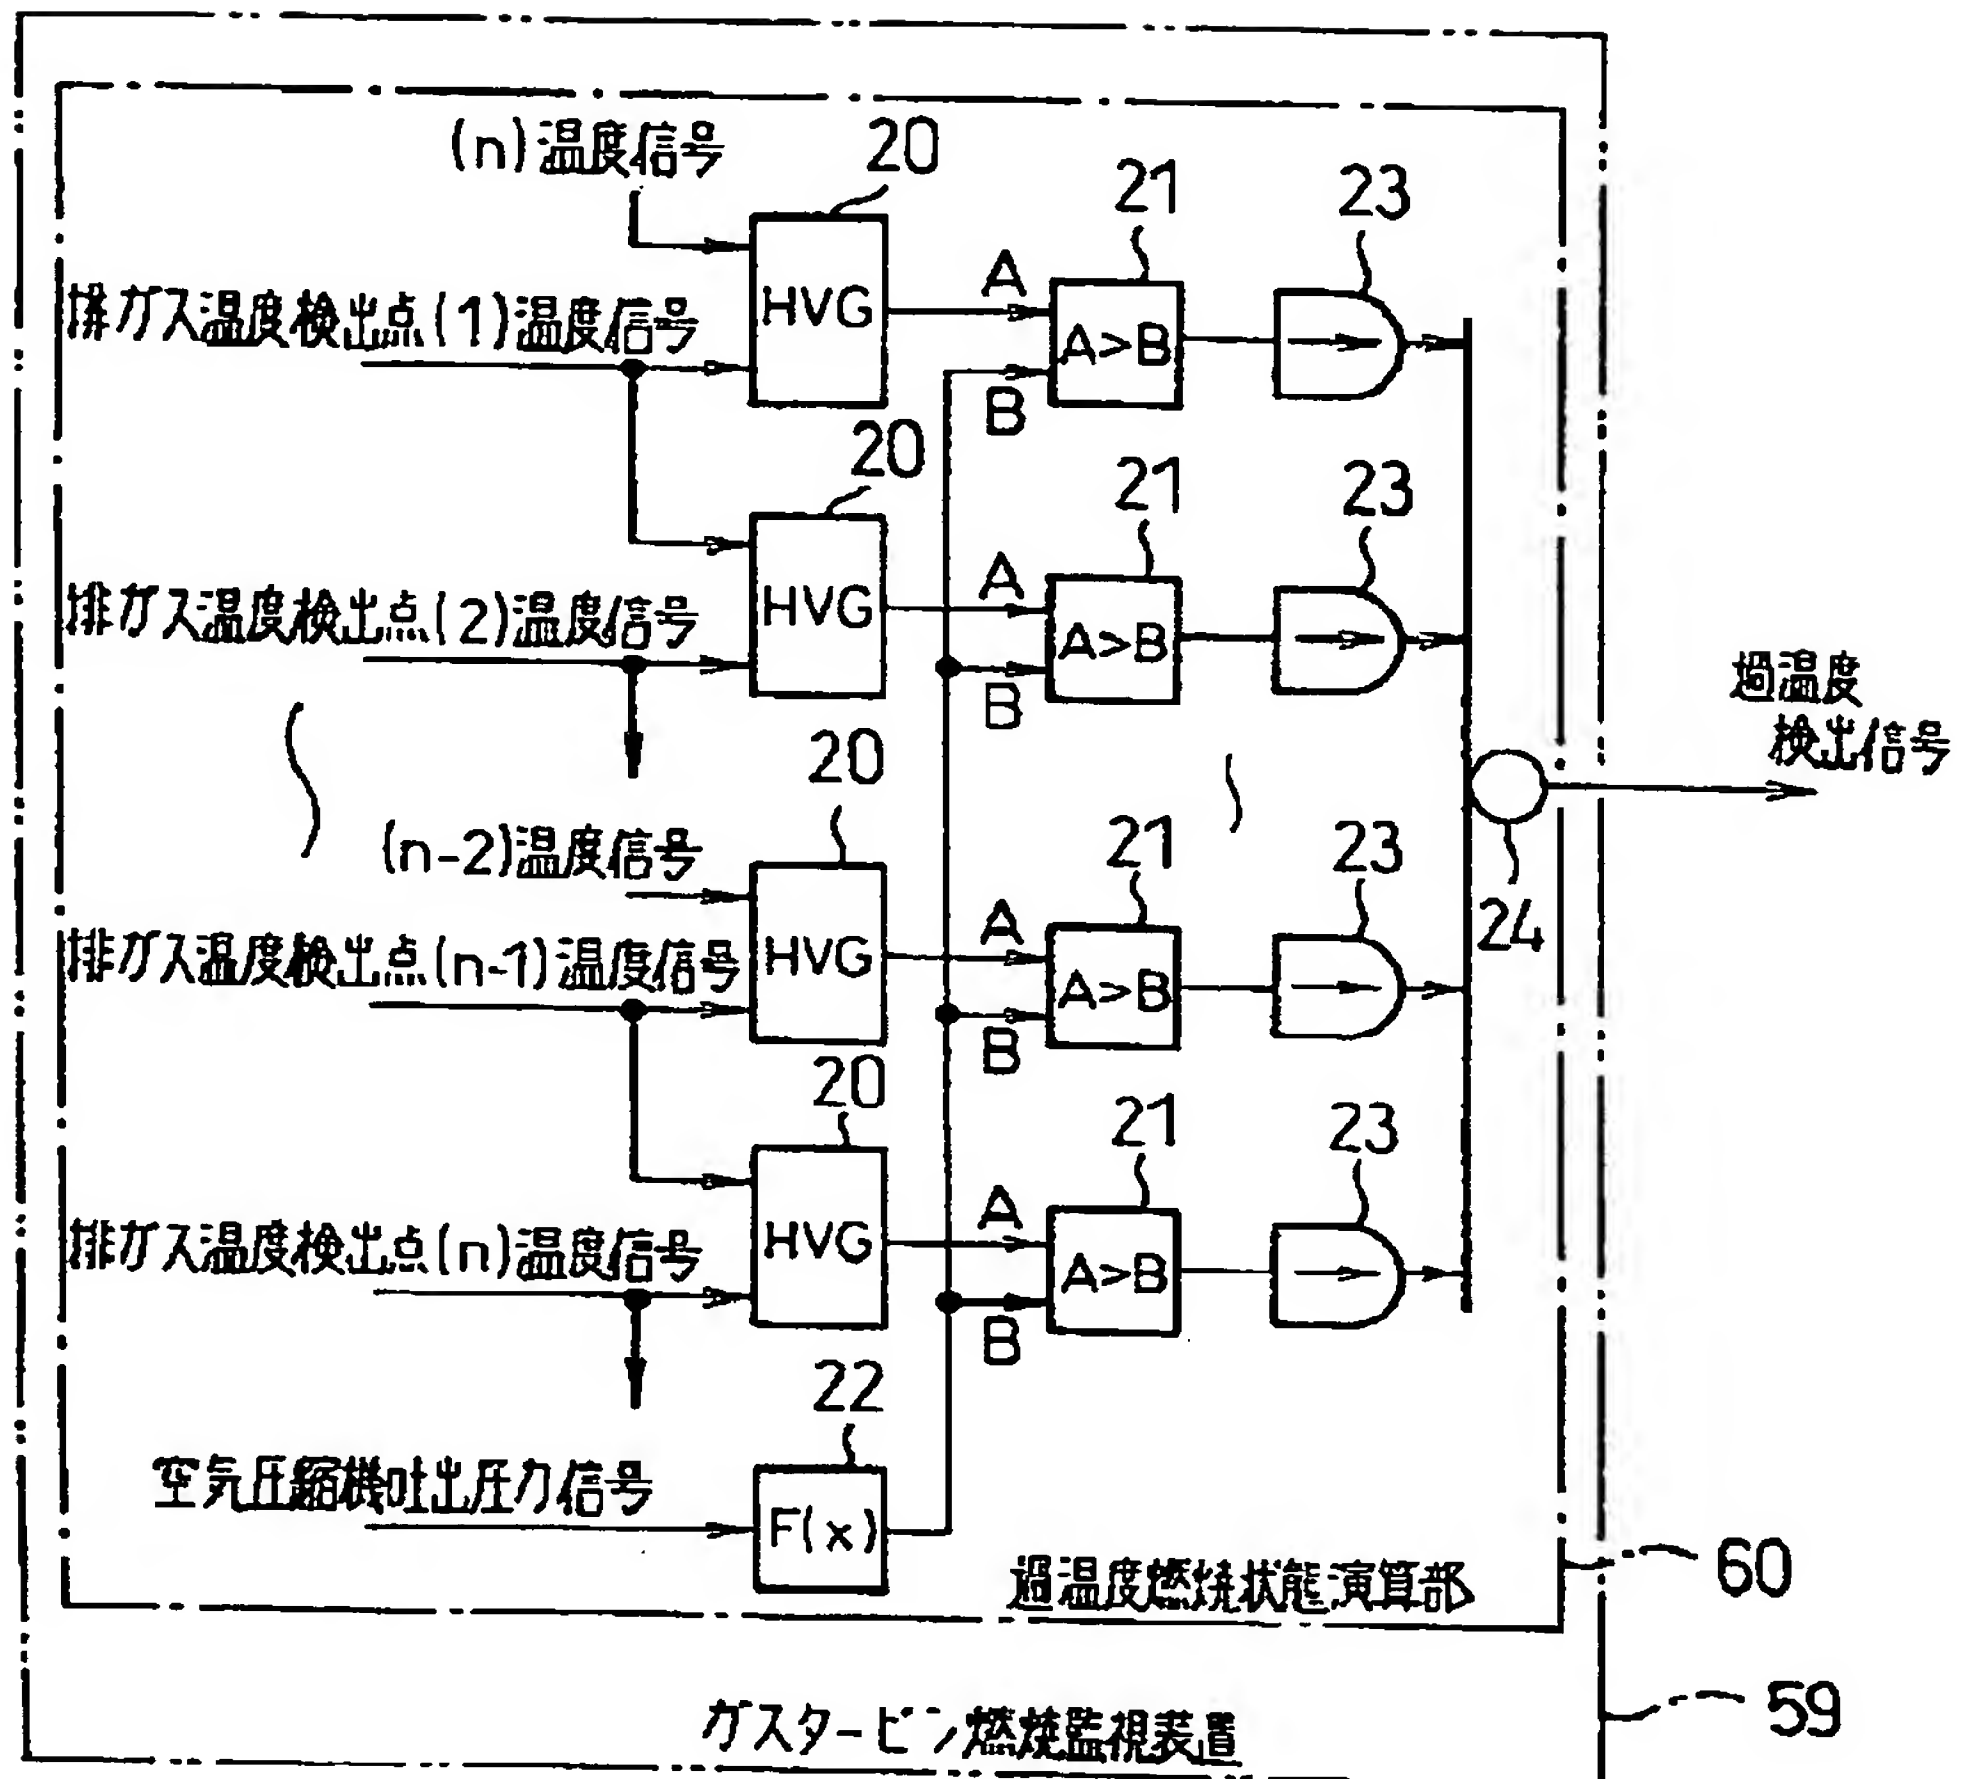 (n)温度信号
20
21
23
排ガス温度検出点(1)温度信号
HVG
A
A>B
B
20
21
23
排ガス温度検出点(2)温度信号
HVG
A
A>B
B
過温度
検出信号
20
21
23
(n-2)温度信号
24
排ガス温度検出点(n-1)温度信号
HVG
A
A>B
B
20
21
23
排ガス温度検出点(n)温度信号
HVG
A
A>B
B
22
空気圧縮機吐出圧力信号
F(x)
過温度燃焼状態演算部
60
59
ガスタービン燃焼監視装置